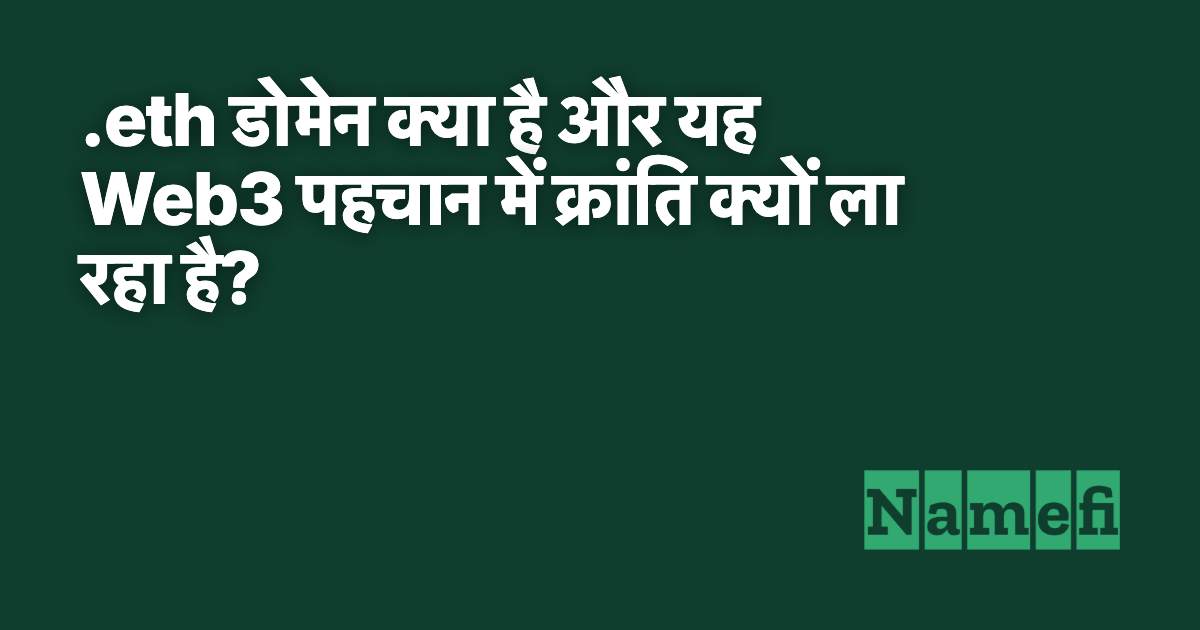 .eth डोमेन क्या है और यह
Web3 पहचान में क्रांति क्यों ला
रहा है?
Namefi